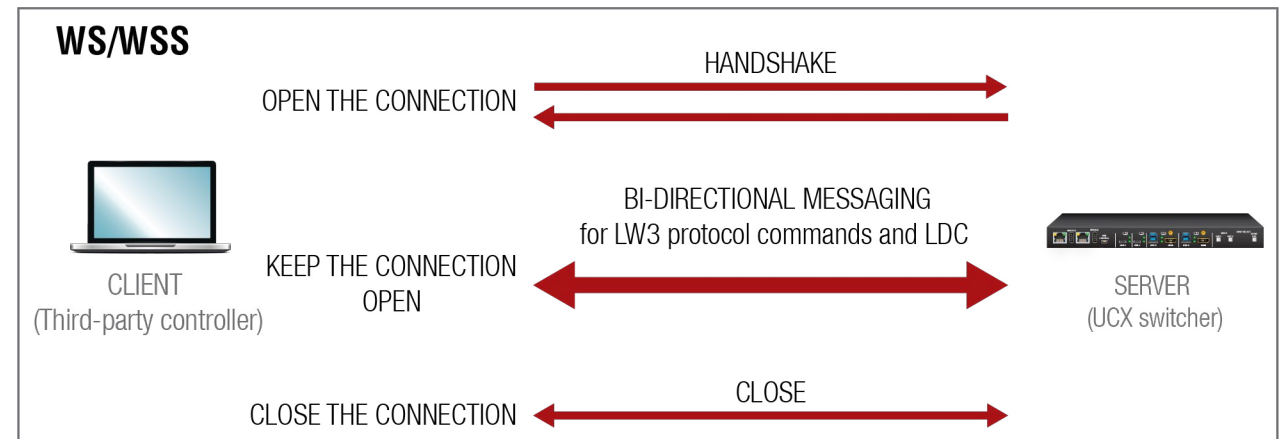 WS/WSS
HANDSHAKE
OPEN THE CONNECTION
BI-DIRECTIONAL MESSAGING
for LW3 protocol commands and LDC
KEEP THE CONNECTION
OPEN
CLIENT
(Third-party controller)
SERVER
(UCX switcher)
CLOSE
CLOSE THE CONNECTION